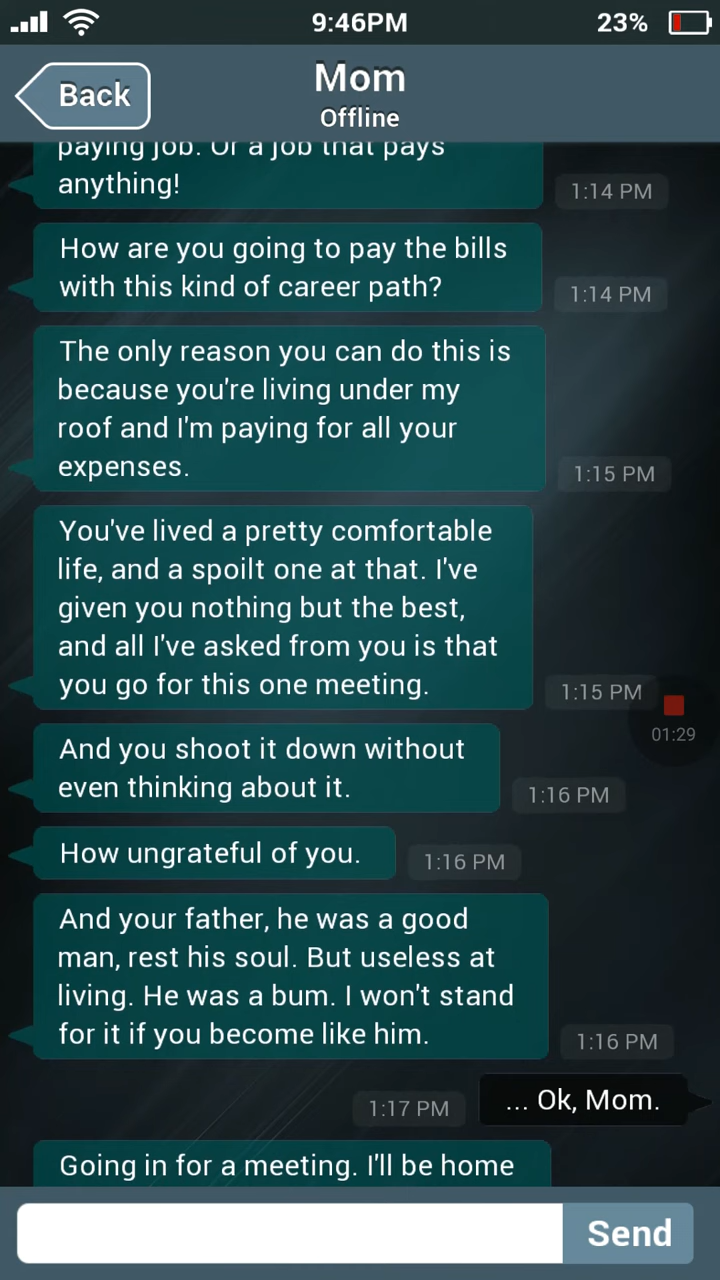 9:46PM
23%
Back
Mom
Offline
paying job. Or a job that pays
anything!
1:14 PM
How are you going to pay the bills
with this kind of career path?
1:14 PM
The only reason you can do this is
because you're living under my
roof and I'm paying for all your
expenses.
1:15 PM
You've lived a pretty comfortable
life, and a spoilt one at that. I've
given you nothing but the best,
and all I've asked from you is that
you go for this one meeting.
1:15 PM
01:29
And you shoot it down without
even thinking about it.
1:16 PM
How ungrateful of you.
1:16 PM
And your father, he was a good
man, rest his soul. But useless at
living. He was a bum. I won't stand
for it if you become like him.
1:16 PM
1:17 PM
... Ok, Mom.
Going in for a meeting. I'll be home
Send